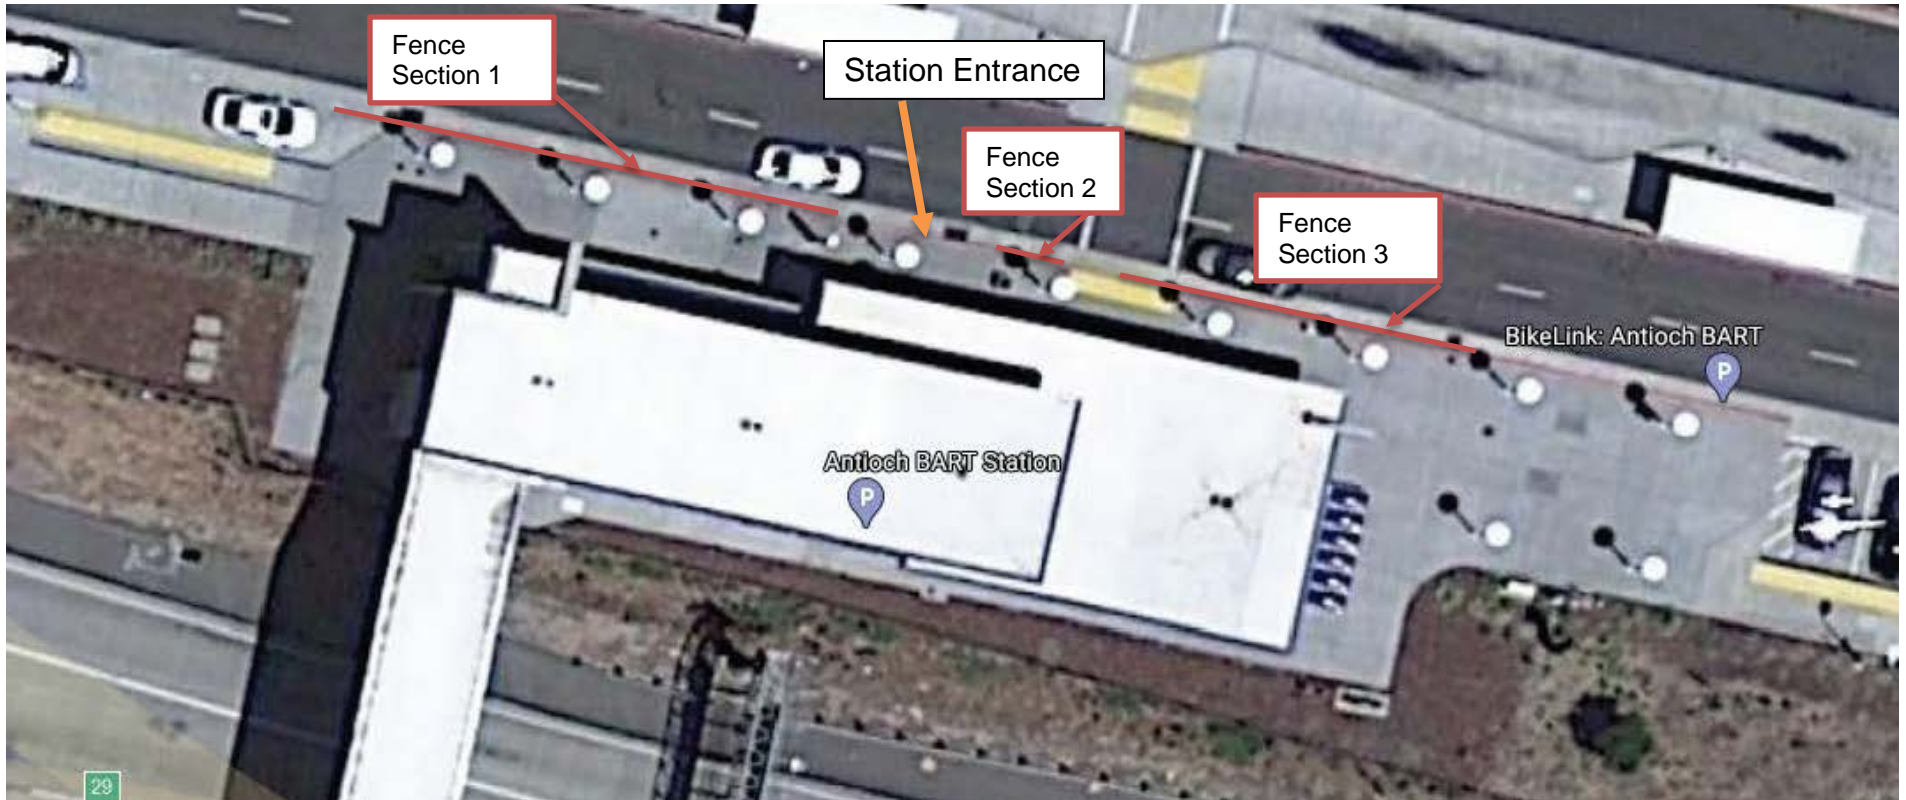 Fence
Section 1
Station Entrance
Fence
Section 2
Fence
Section 3
BikeLink: Antioch BART
P
Antioch BART Station
P
29